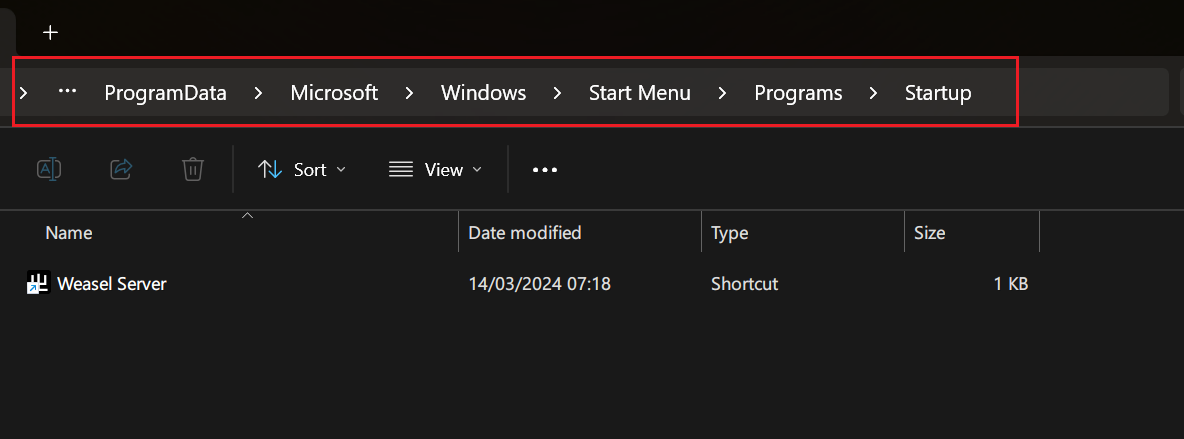 ProgramData > Microsoft > Windows > Start Menu > Programs > Startup
Sort View
Name Date modified Type Size
Weasel Server 14/03/2024 07:18 Shortcut 1 KB